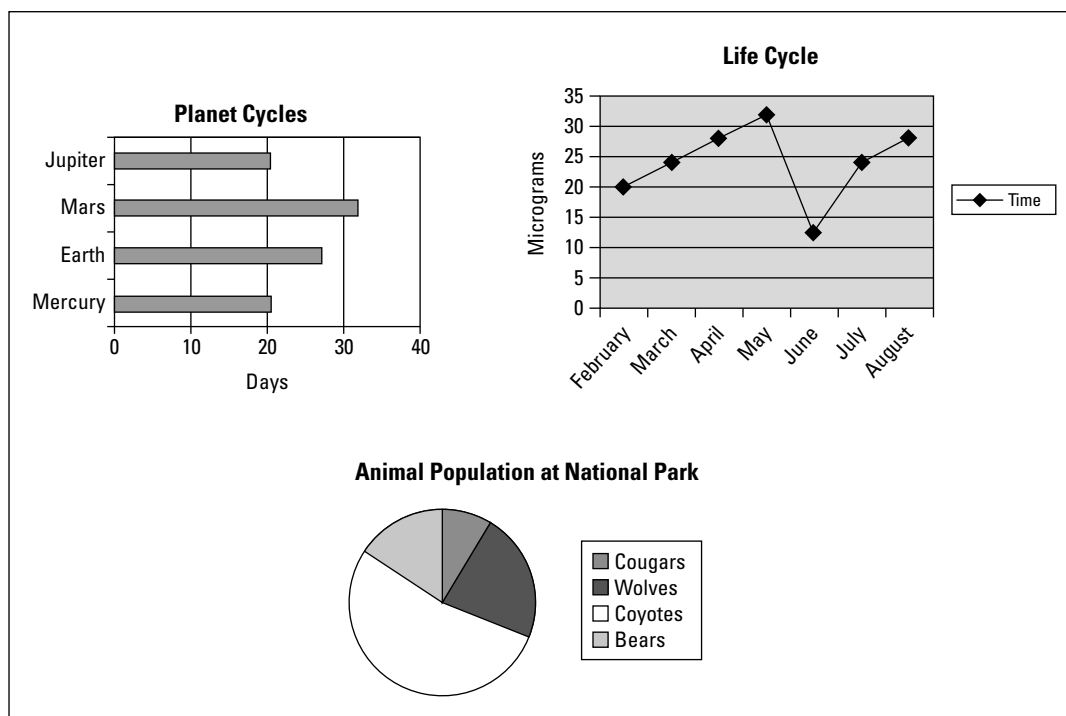 Planet Cycles
Jupiter
Mars
Earth
Mercury
0 10 20 30 40
Days
Life Cycle
35
30
25
20
15
10
5
0
Micrograms
February March April May June July August
Time
Animal Population at National Park
Cougars
Wolves
Coyotes
Bears